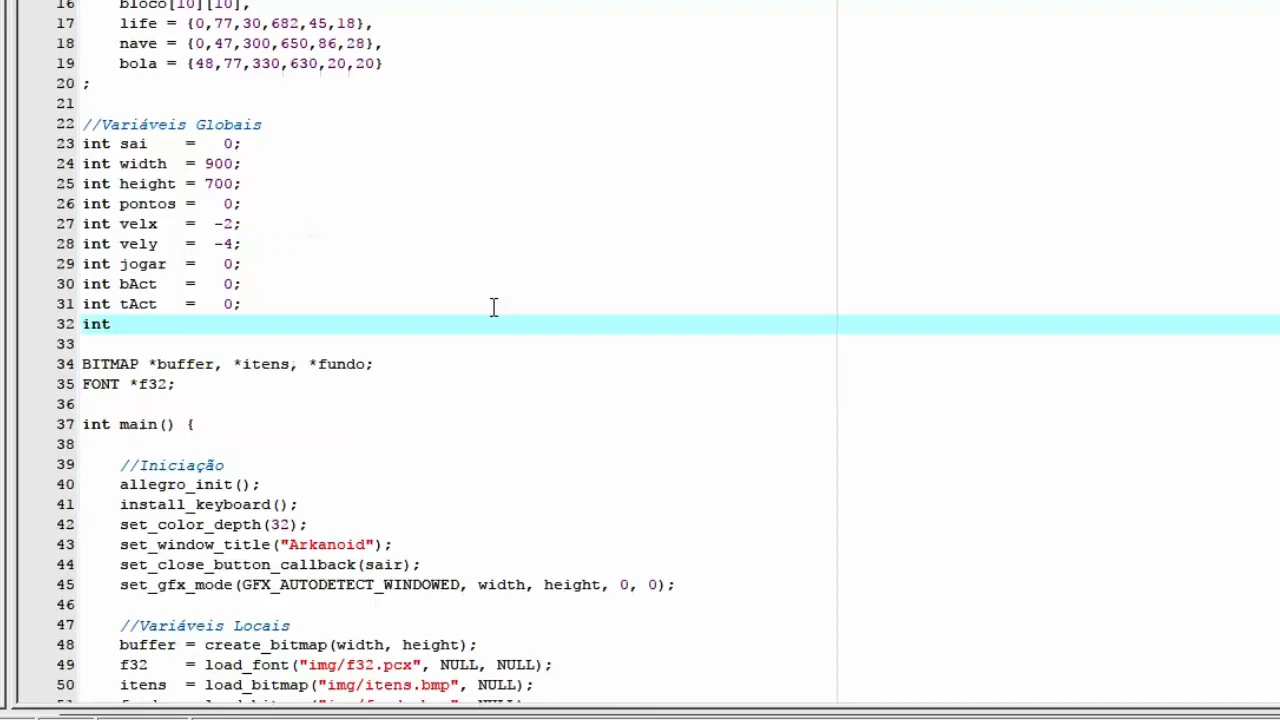 16 bloco[10][10],
17 life = {0,77,30,682,45,18},
18 nave = {0,47,300,650,86,28},
19 bola = {48,77,330,630,20,20}
20 ;
21
22 //Variáveis Globais
23 int sai    =   0;
24 int width  = 900;
25 int height = 700;
26 int pontos =   0;
27 int velx   =  -2;
28 int vely   =  -4;
29 int jogar  =   0;
30 int bAct   =   0;
31 int tAct   =   0;
32 int
33
34 BITMAP *buffer, *itens, *fundo;
35 FONT *f32;
36
37 int main() {
38
39     //Iniciação
40     allegro_init();
41     install_keyboard();
42     set_color_depth(32);
43     set_window_title("Arkanoid");
44     set_close_button_callback(sair);
45     set_gfx_mode(GFX_AUTODETECT_WINDOWED, width, height, 0, 0);
46
47     //Variáveis Locais
48     buffer = create_bitmap(width, height);
49     f32    = load_font("img/f32.pcx", NULL, NULL);
50     itens  = load_bitmap("img/itens.bmp", NULL);